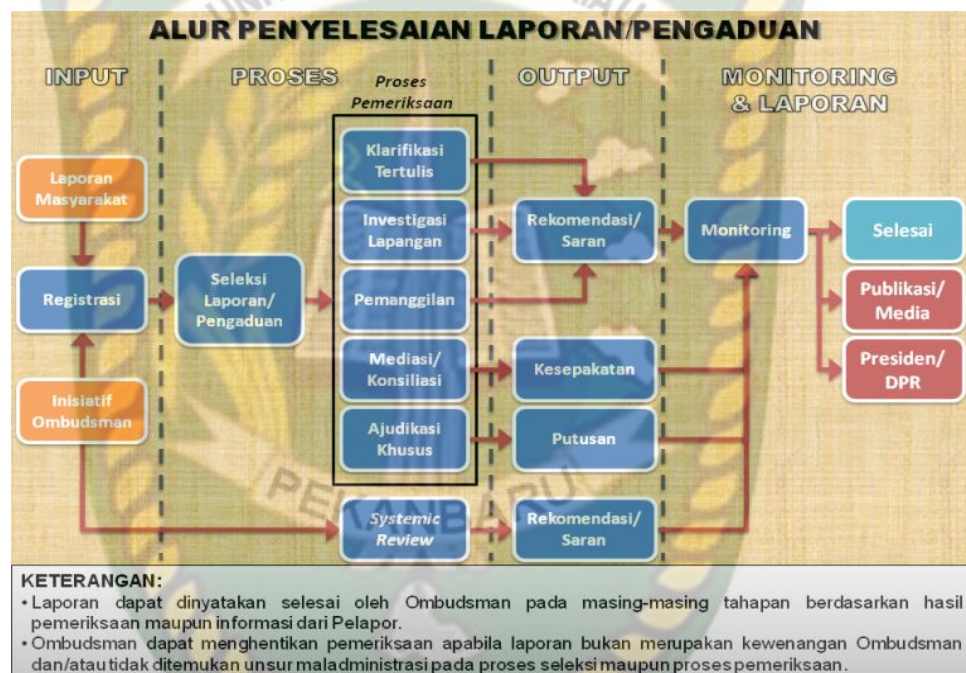 ALUR PENYELESAIAN LAPORAN/PENGADUAN
INPUT
PROSES
OUTPUT
MONITORING
& LAPORAN
Proses
Pemeriksaan
Laporan
Masyarakat
Registrasi
Inisiatif
Ombudsman
Seleksi
Laporan/
Pengaduan
Klarifikasi
Tertulis
Investigasi
Lapangan
Pemanggilan
Mediasi/
Konsiliasi
Ajudikasi
Khusus
Systemic
Review
Rekomendasi/
Saran
Kesepakatan
Putusan
Rekomendasi/
Saran
Monitoring
Selesai
Publikasi/
Media
Presiden/
DPR
PEKANBARU
KETERANGAN:
• Laporan dapat dinyatakan selesai oleh Ombudsman pada masing-masing tahapan berdasarkan hasil
pemeriksaan maupun informasi dari Pelapor.
• Ombudsman dapat menghentikan pemeriksaan apabila laporan bukan merupakan kewenangan Ombudsman
dan/atau tidak ditemukan unsur maladministrasi pada proses seleksi maupun proses pemeriksaan.